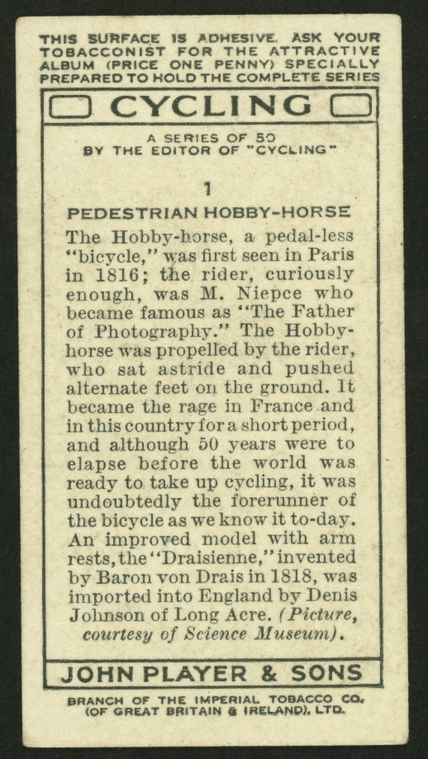 THIS SURFACE IS ADHESIVE. ASK YOUR
TOBACCONIST FOR THE ATTRACTIVE
ALBUM (PRICE ONE PENNY) SPECIALLY
PREPARED TO HOLD THE COMPLETE SERIES
CYCLING
A SERIES OF 50
BY THE EDITOR OF "CYCLING"
1
PEDESTRIAN HOBBY-HORSE
The Hobby-horse, a pedal-less
"bicycle," was first seen in Paris
in 1816; the rider, curiously
enough, was M. Niepce who
became famous as "The Father
of Photography." The Hobby-
horse was propelled by the rider,
who sat astride and pushed
alternate feet on the ground. It
became the rage in France and
in this country for a short period,
and although 50 years were to
elapse before the world was
ready to take up cycling, it was
undoubtedly the forerunner of
the bicycle as we know it to-day.
An improved model with arm
rests, the "Draisienne," invented
by Baron von Drais in 1818, was
imported into England by Denis
Johnson of Long Acre. (Picture,
courtesy of Science Museum).
JOHN PLAYER & SONS
BRANCH OF THE IMPERIAL TOBACCO CO.
(OF GREAT BRITAIN & IRELAND), LTD.